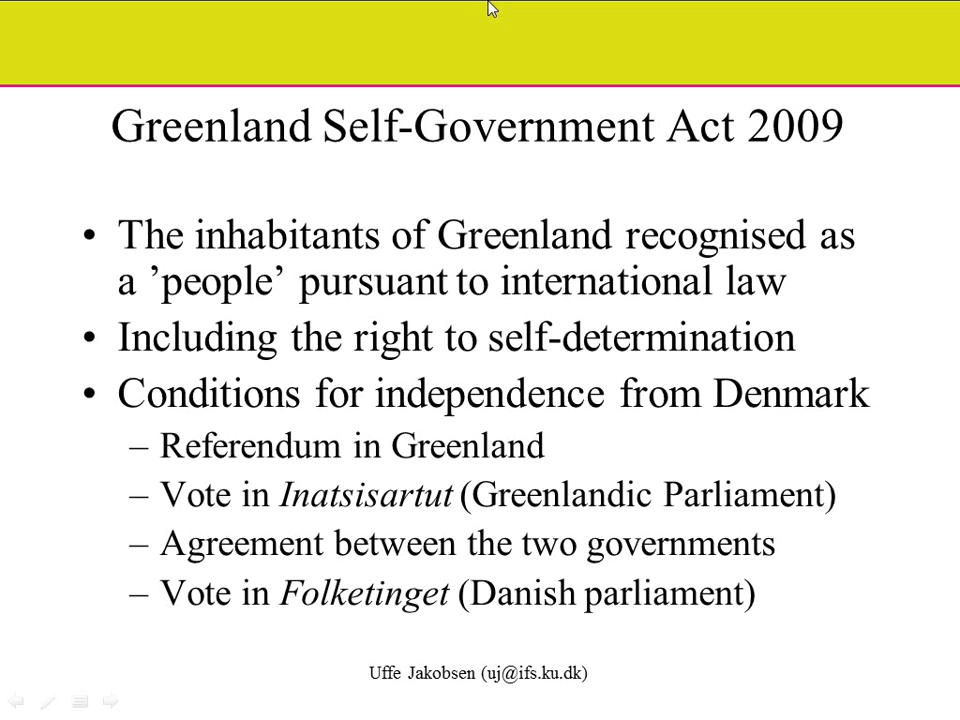 Greenland Self-Government Act 2009
• The inhabitants of Greenland recognised as
a ’people’ pursuant to international law
• Including the right to self-determination
• Conditions for independence from Denmark
– Referendum in Greenland
– Vote in Inatsisartut (Greenlandic Parliament)
– Agreement between the two governments
– Vote in Folketinget (Danish parliament)
Uffe Jakobsen (uj@ifs.ku.dk)